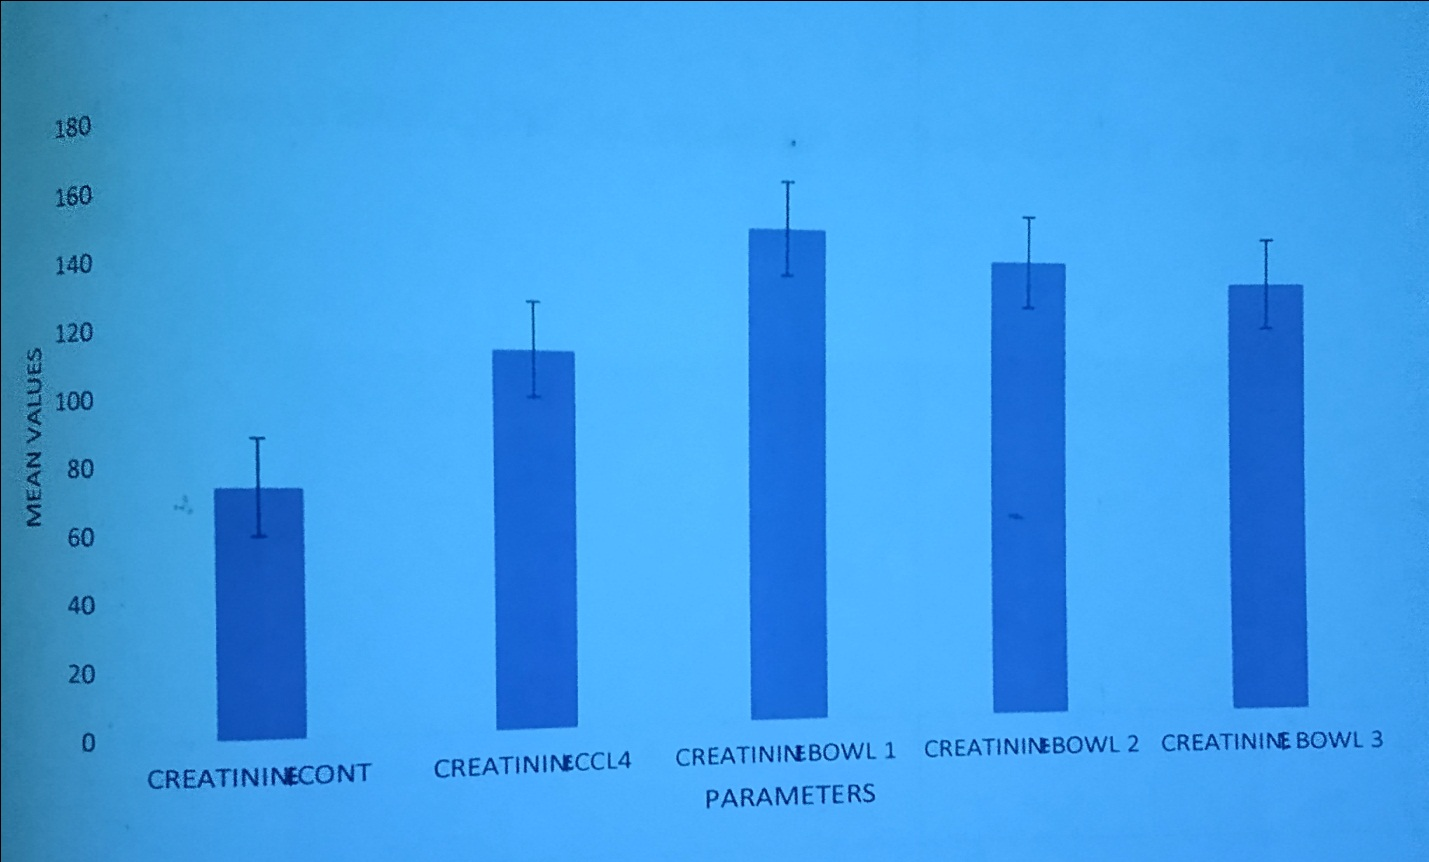 180
160
140
120
100
80
60
40
20
0
MEAN VALUES
CREATININECONT
CREATININECCL4
CREATININEBOWL 1
CREATININEBOWL 2
CREATININE BOWL 3
PARAMETERS